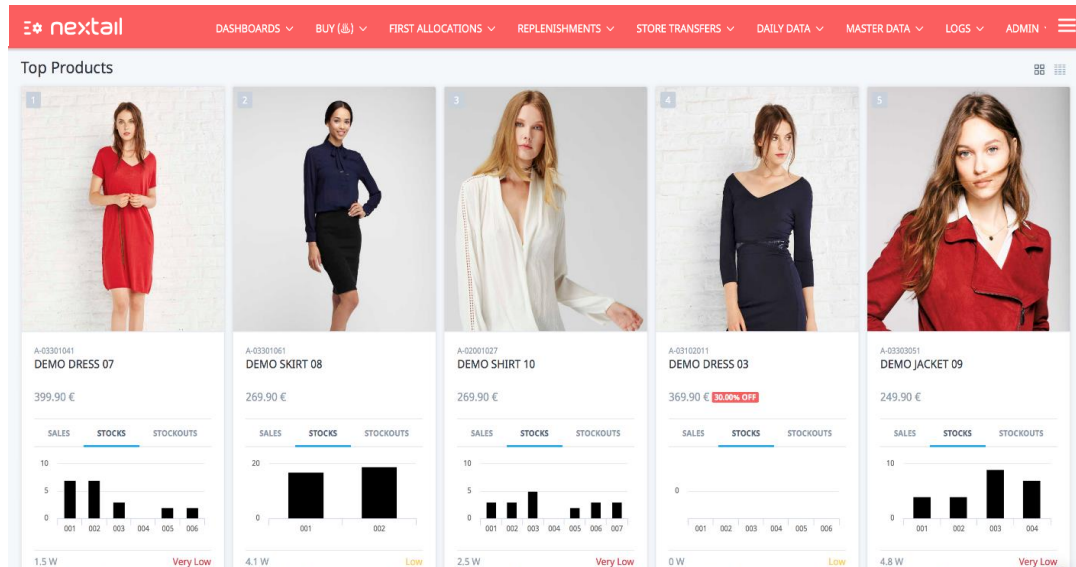 nextail
DASHBOARDS BUY FIRST ALLOCATIONS REPLENISHMENTS STORE TRANSFERS DAILY DATA MASTER DATA LOGS ADMIN
Top Products
1
A-03301041
DEMO DRESS 07
399.90 €
SALES STOCKS STOCKOUTS
10
5
0
001 002 003 004 005 006
1.5 W Very Low
2
A-03301061
DEMO SKIRT 08
269.90 €
SALES STOCKS STOCKOUTS
20
0
001 002
4.1 W Low
3
A-02001027
DEMO SHIRT 10
269.90 €
SALES STOCKS STOCKOUTS
10
5
0
001 002 003 004 005 006 007
2.5 W Very Low
4
A-03102011
DEMO DRESS 03
369.90 € 30.00% OFF
SALES STOCKS STOCKOUTS
0
001 002 003 004 005 006
0 W Low
5
A-03303051
DEMO JACKET 09
249.90 €
SALES STOCKS STOCKOUTS
10
0
001 002 003 004
4.8 W Very Low